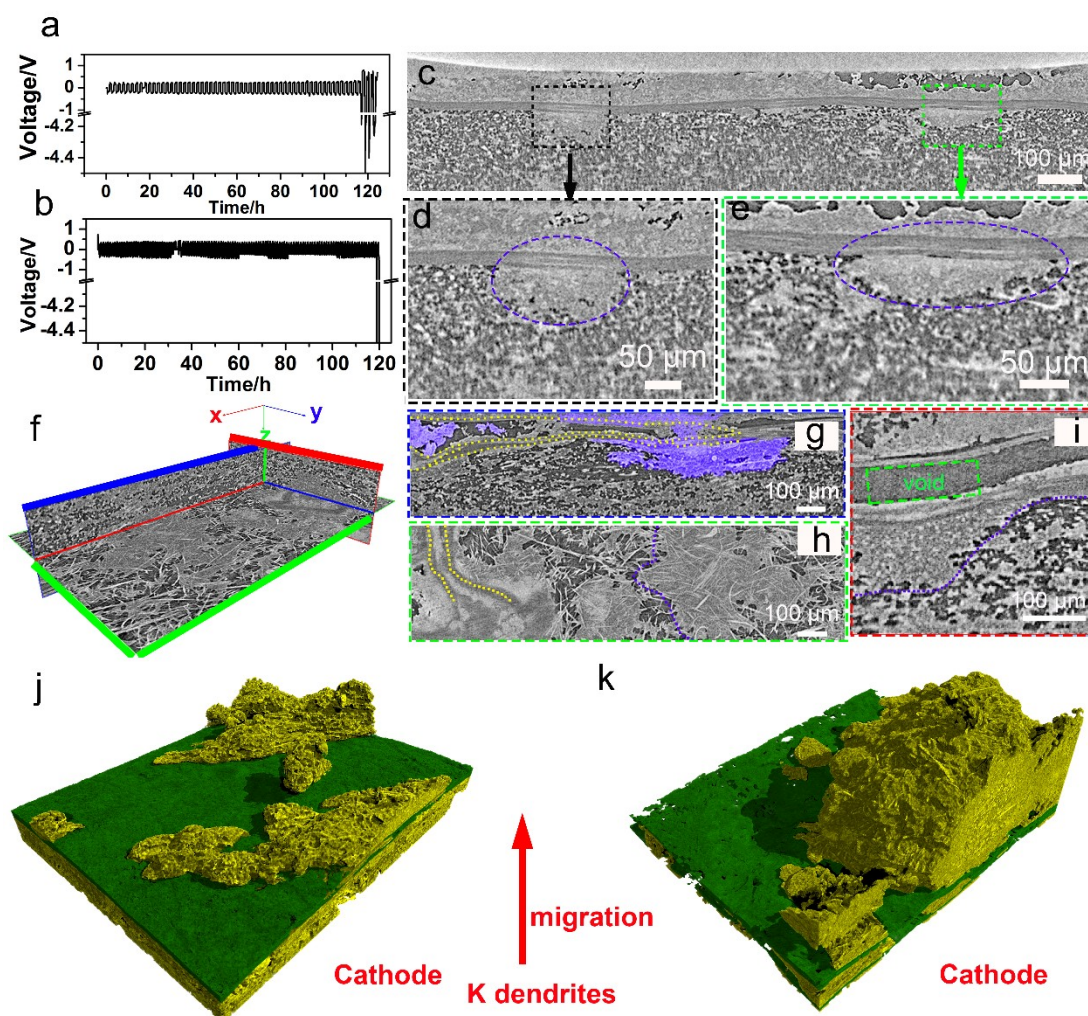 a
Voltage/V
1
0
-1
-4.2
-4.4
0 20 40 60 80 100 120
Time/h
b
Voltage/V
1
0
-1
-4.2
-4.4
0 20 40 60 80 100 120
Time/h
c
100 µm
d
50 µm
e
50 µm
f
x
y
z
g
100 µm
h
100 µm
i
void
100 µm
j
k
migration
Cathode
K dendrites
Cathode